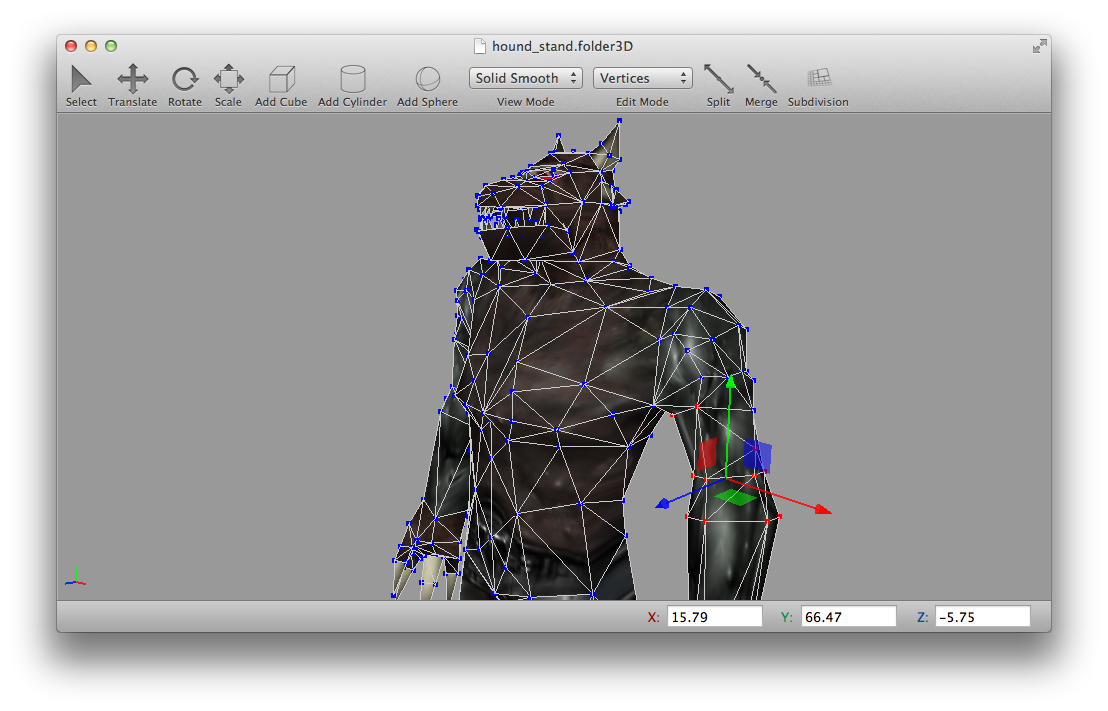 hound_stand.folder3D
Solid Smooth Vertices
Select Translate Rotate Scale Add Cube Add Cylinder Add Sphere View Mode Edit Mode Split Merge Subdivision
X: 15.79 Y: 66.47 Z: -5.75